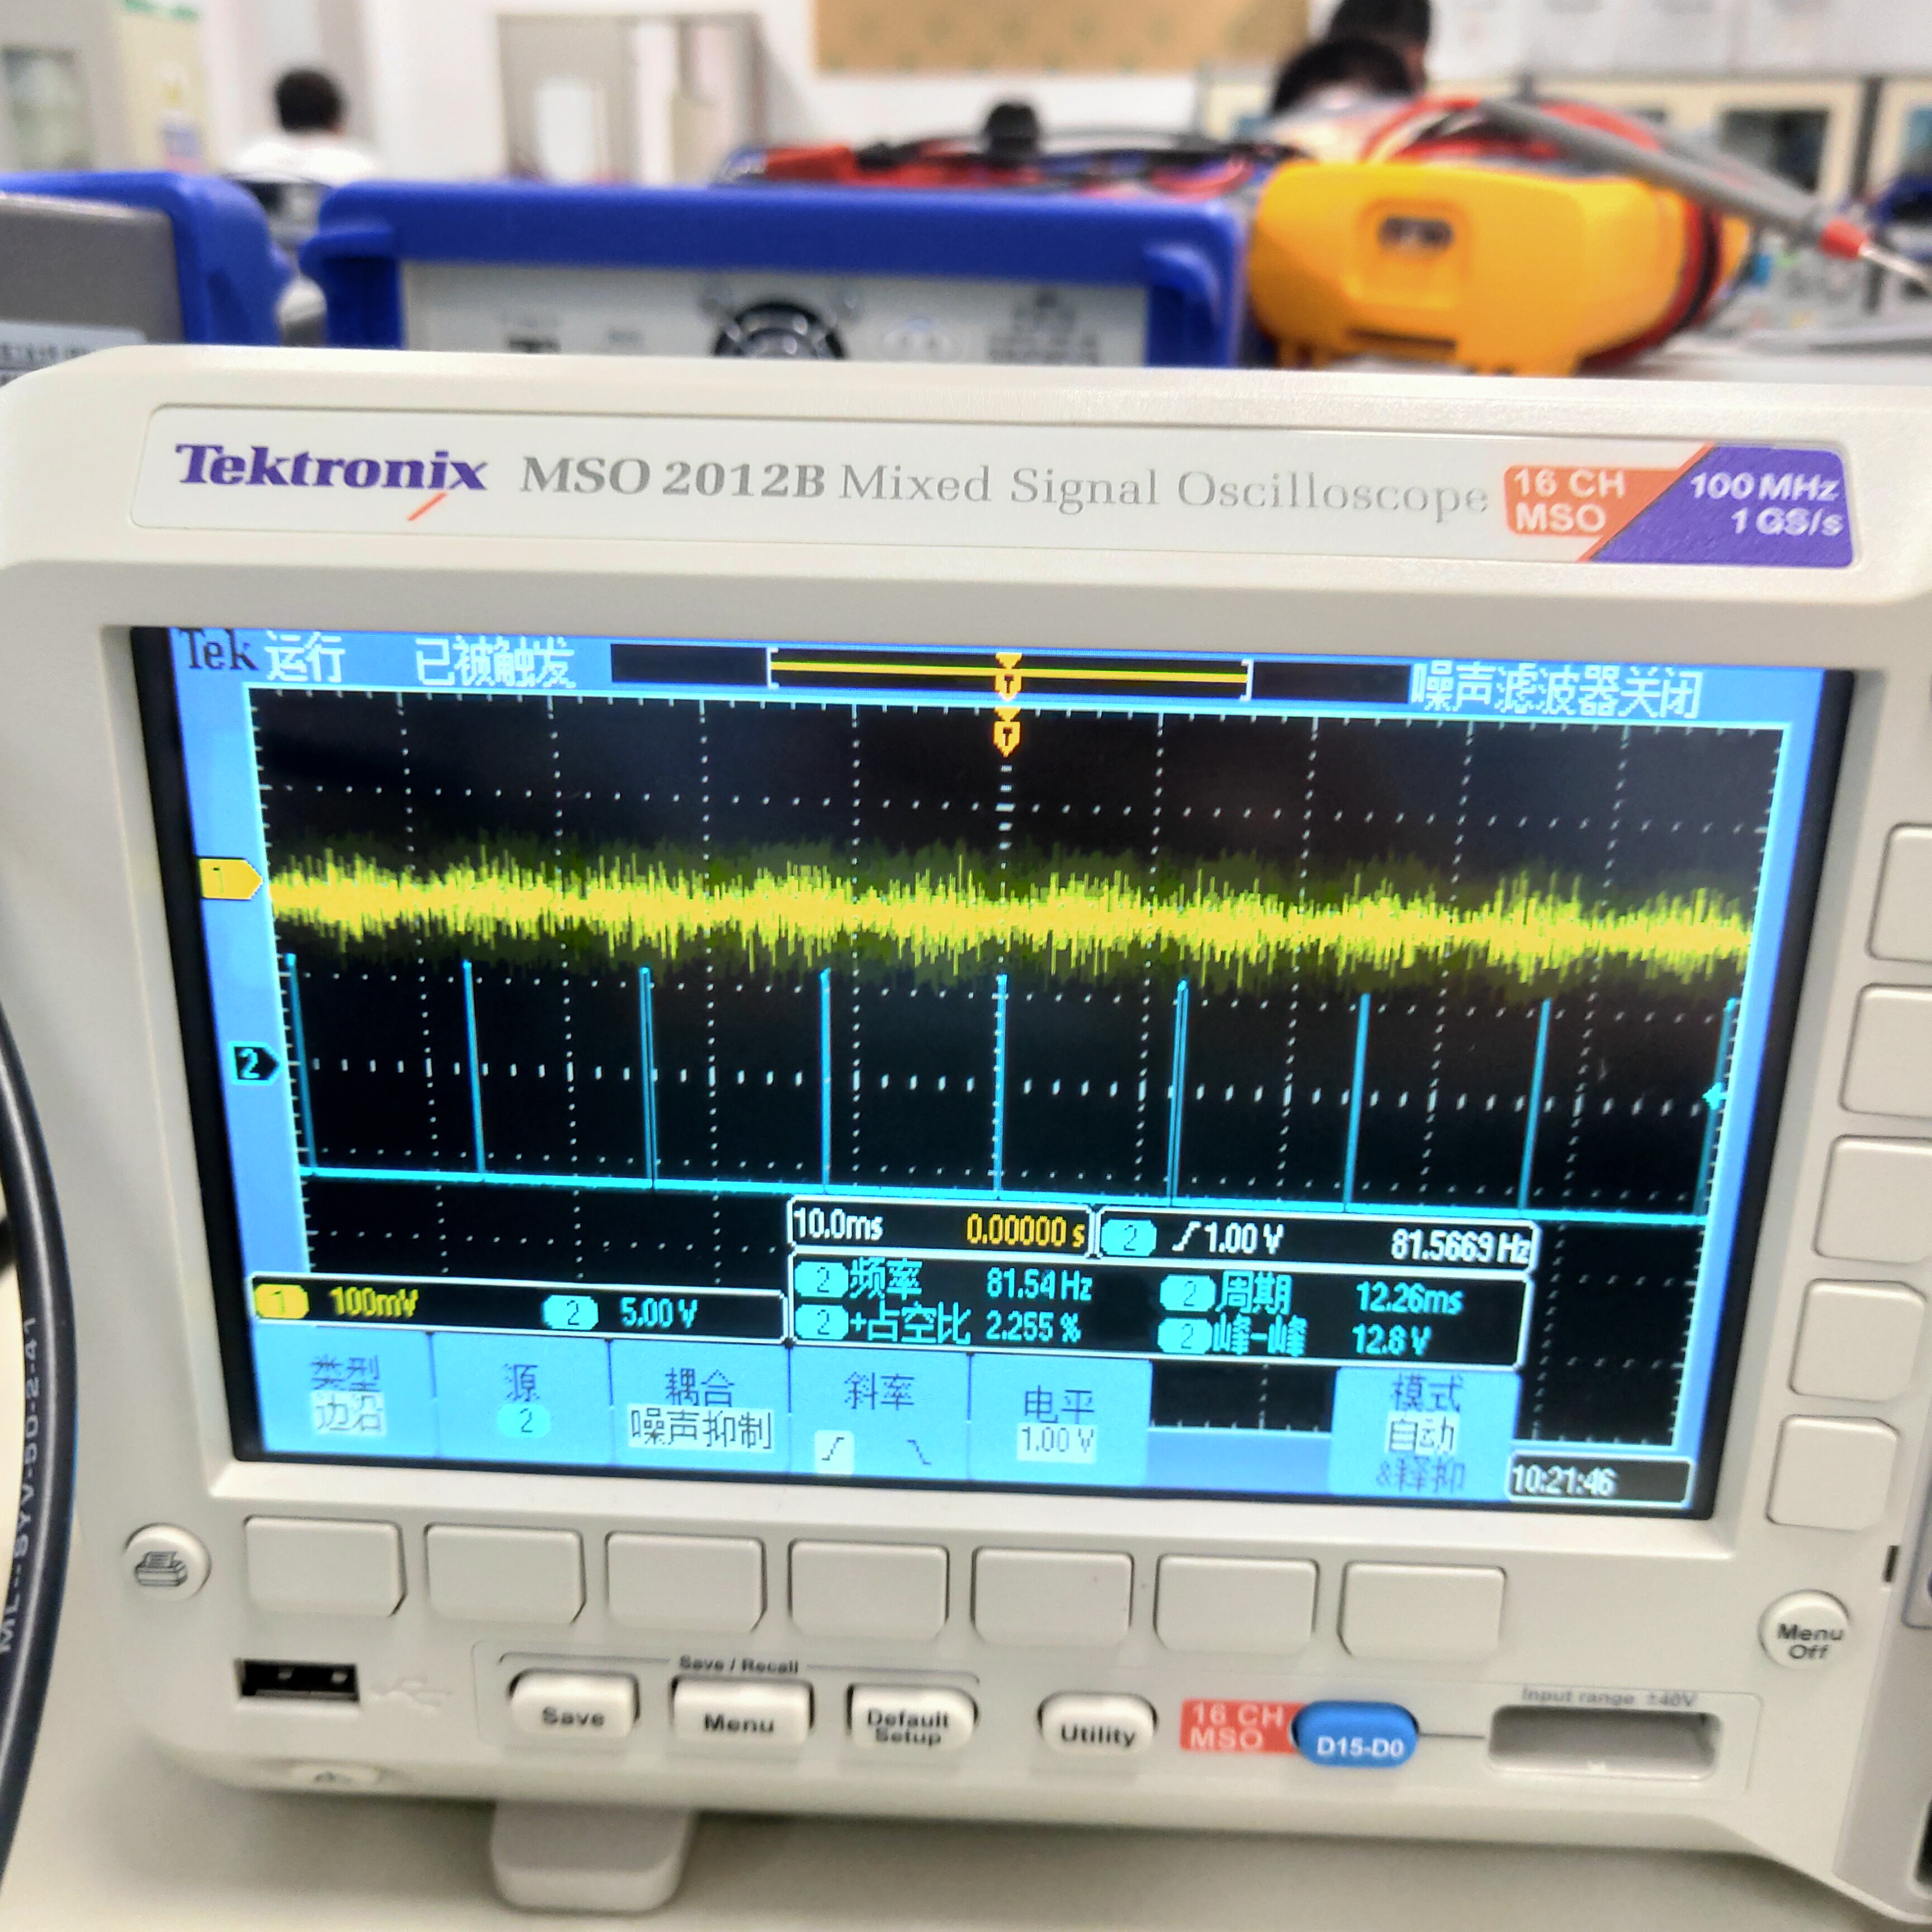 Tektronix MSO 2012B Mixed Signal Oscilloscope
16 CH
MSO
100 MHz
1 GS/s
Tek 运行 已被触发 噪声滤波器关闭
T
T
1
2
10.0ms 0.00000 s
2 1.00 V 81.5669 Hz
2 频率 81.54 Hz 2 周期 12.26ms
2 +占空比 2.255 % 2 峰-峰 12.8 V
1 100mV 2 5.00 V
类型
边沿
源
2
耦合
噪声抑制
斜率
电平
1.00 V
模式
自动
&释抑
10:21:46
Menu
Off
Save / Recall
Save
Menu
Default
Setup
Utility
16 CH
MSO
D15-D0
Input range ±40V
ML--SYV-50-2-41